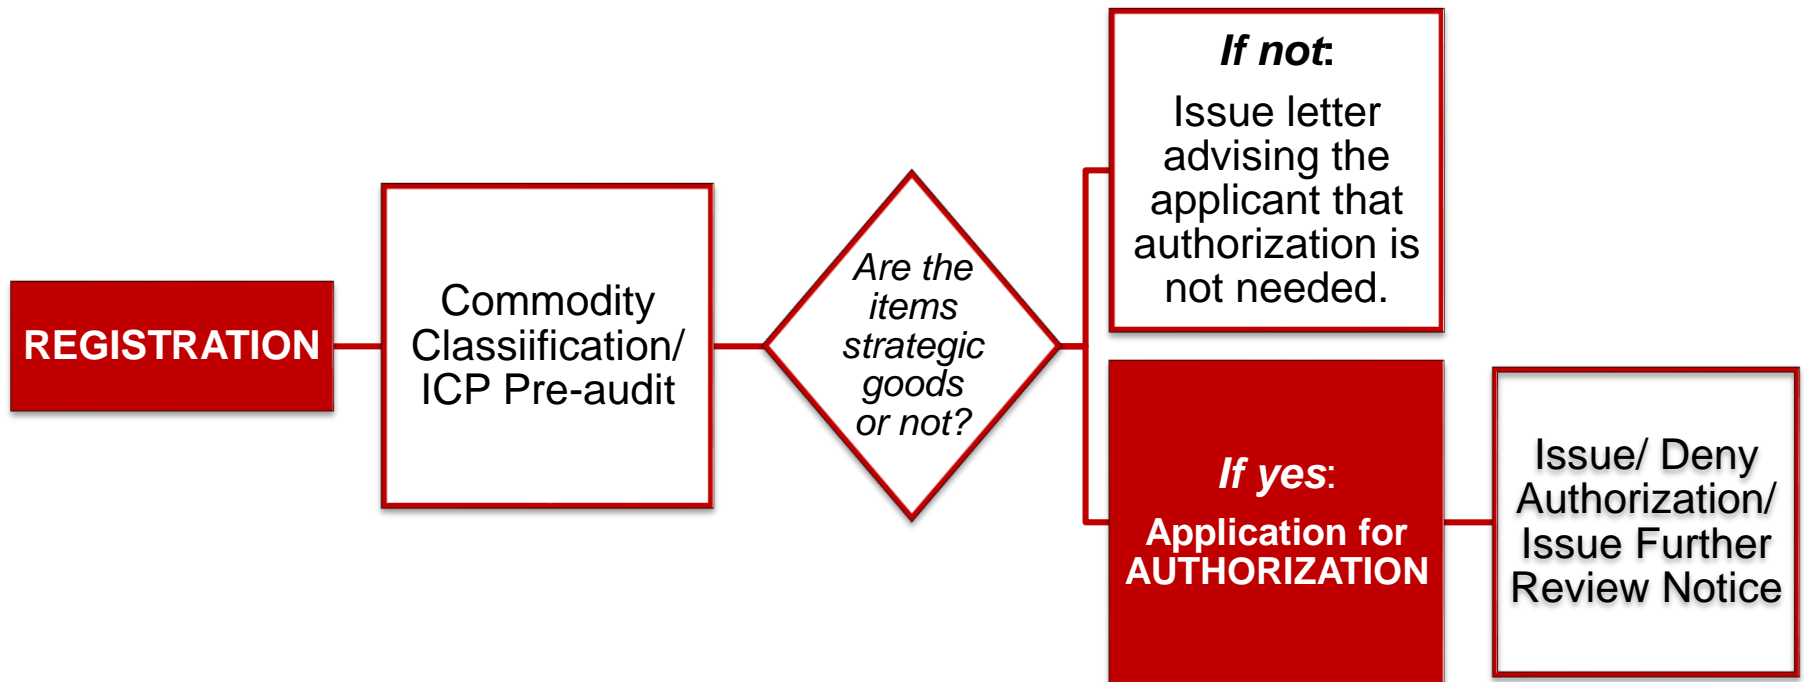 REGISTRATION
Commodity
Classiification/
ICP Pre-audit
Are the
items
strategic
goods
or not?
If not:
Issue letter
advising the
applicant that
authorization is
not needed.
If yes:
Application for
AUTHORIZATION
Issue/ Deny
Authorization/
Issue Further
Review Notice